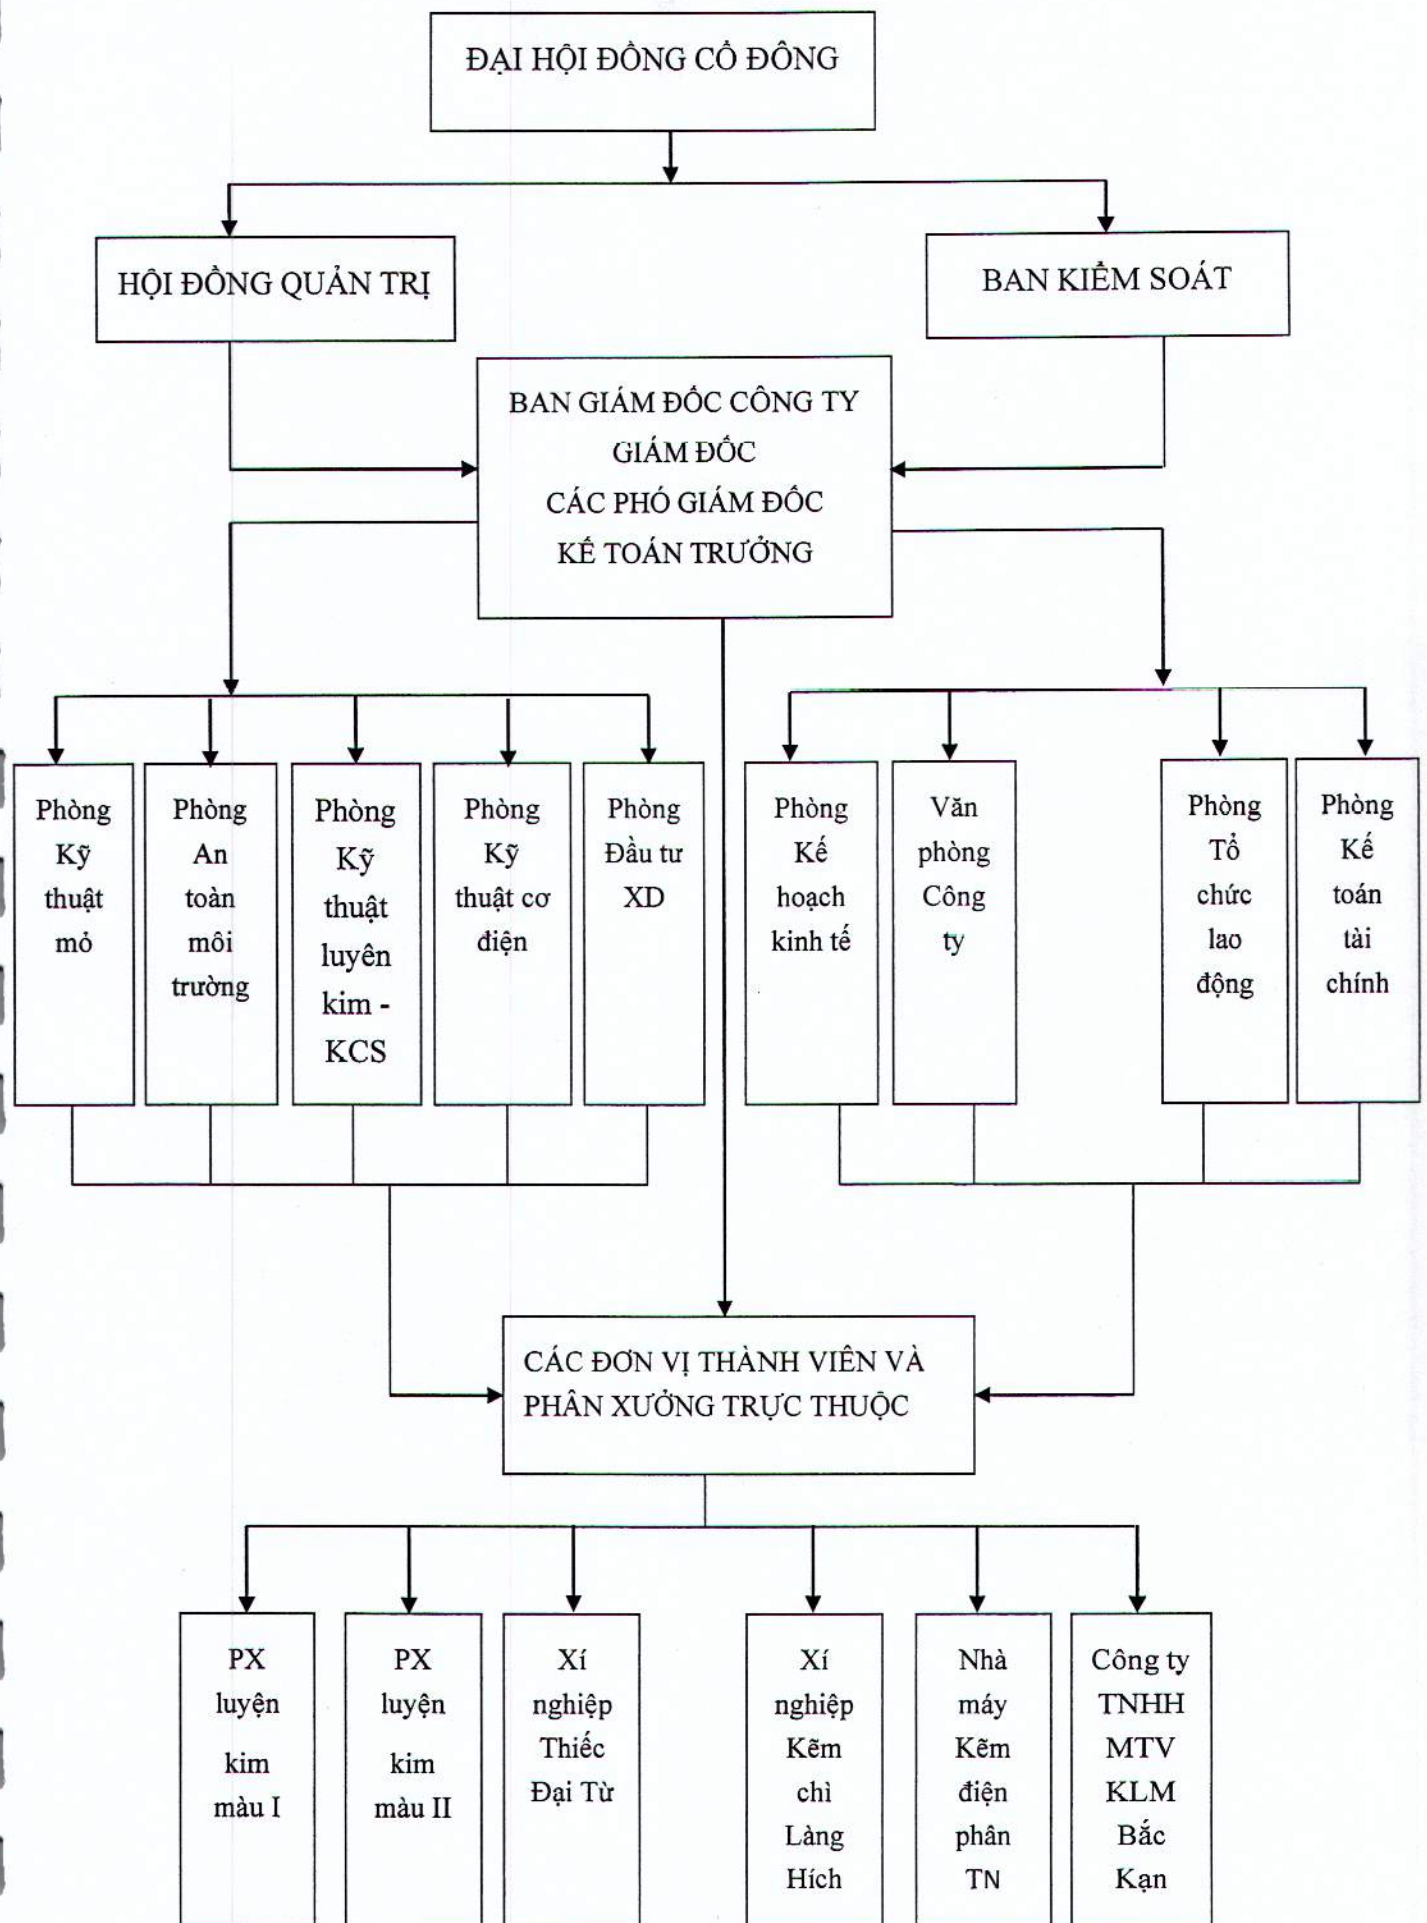 ĐẠI HỘI ĐỒNG CỔ ĐÔNG
HỘI ĐỒNG QUẢN TRỊ
BAN KIỂM SOÁT
BAN GIÁM ĐỐC CÔNG TY
GIÁM ĐỐC
CÁC PHÓ GIÁM ĐỐC
KẾ TOÁN TRƯỞNG
Phòng
Kỹ
thuật
mỏ
Phòng
An
toàn
môi
trường
Phòng
Kỹ
thuật
luyên
kim -
KCS
Phòng
Kỹ
thuật cơ
điện
Phòng
Đầu tư
XD
Phòng
Kế
hoạch
kinh tế
Văn
phòng
Công
ty
Phòng
Tổ
chức
lao
động
Phòng
Kế
toán
tài
chính
CÁC ĐƠN VỊ THÀNH VIÊN VÀ
PHÂN XƯỞNG TRỰC THUỘC
PX
luyện
kim
màu I
PX
luyện
kim
màu II
Xí
nghiệp
Thiếc
Đại Từ
Xí
nghiệp
Kẽm
chì
Làng
Hích
Nhà
máy
Kẽm
điện
phân
TN
Công ty
TNHH
MTV
KLM
Bắc
Kạn